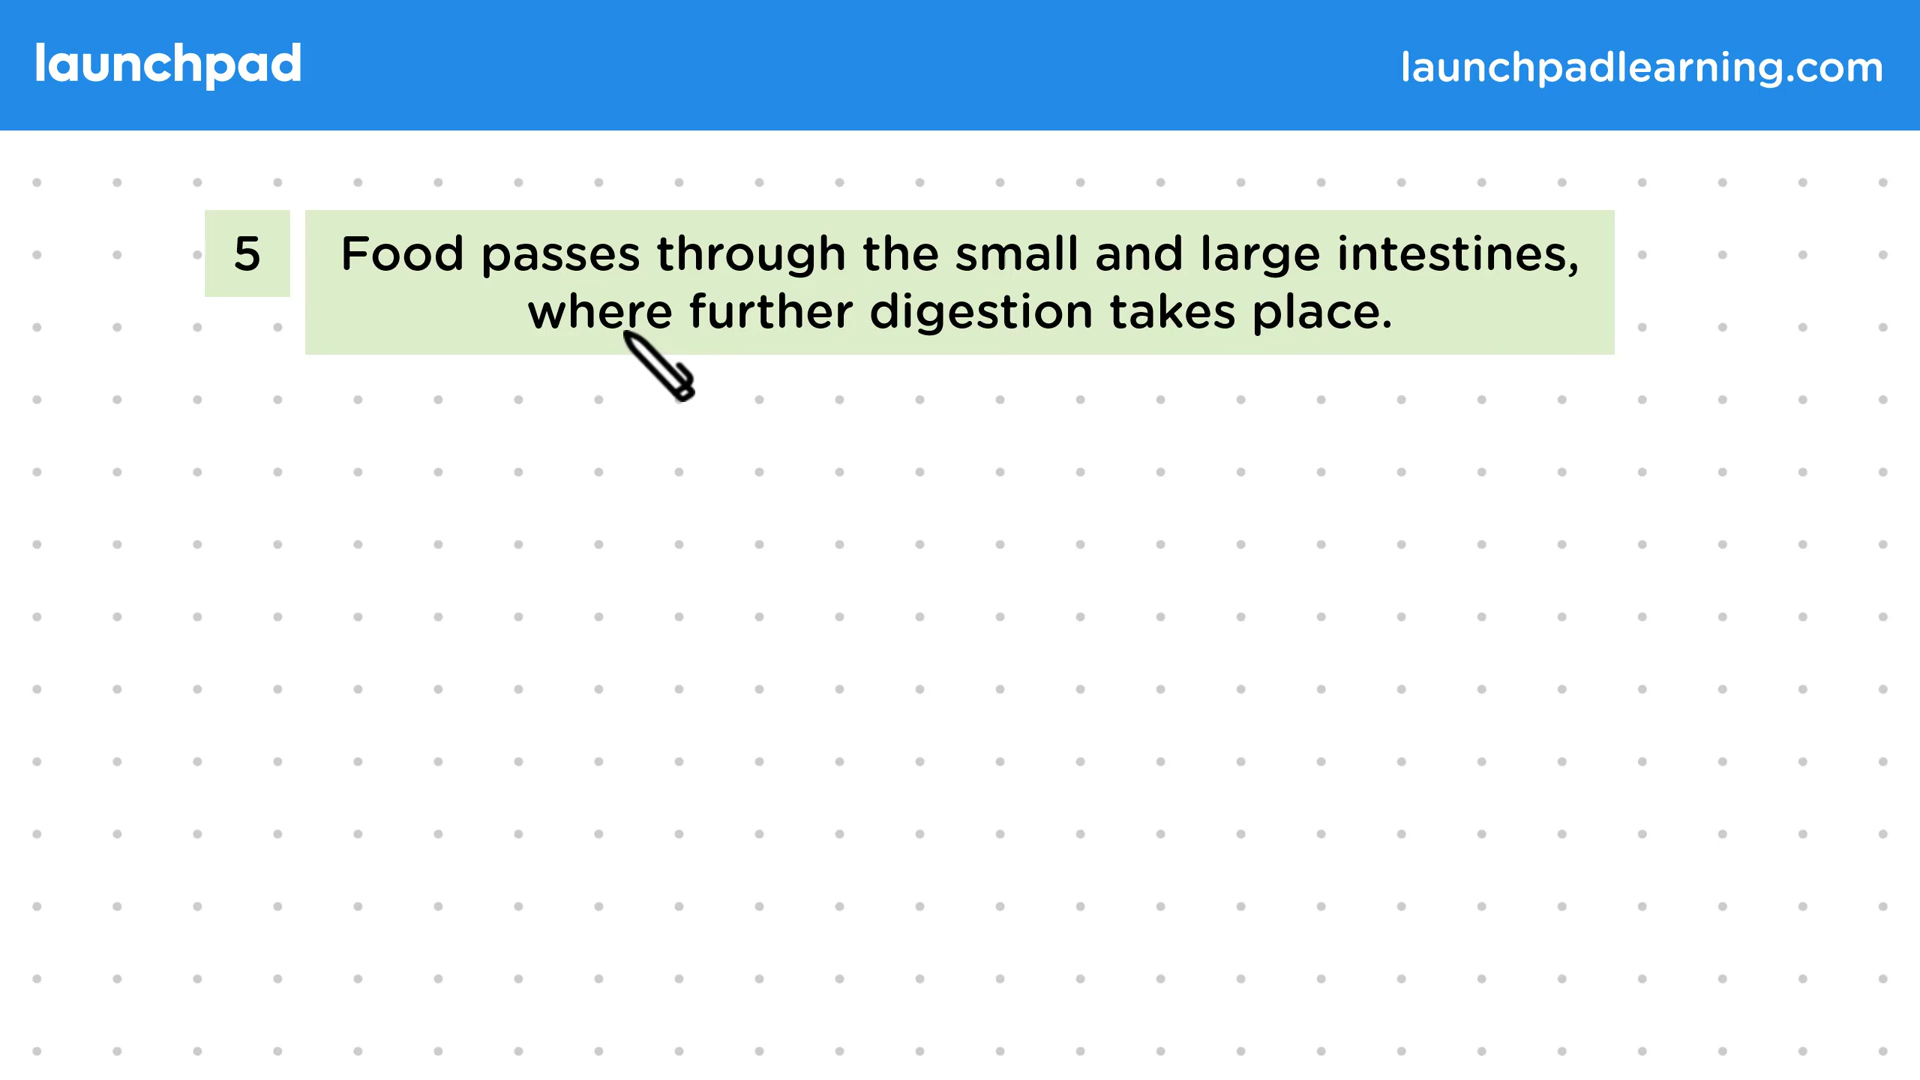 launchpad
launchpadlearning.com
5
Food passes through the small and large intestines,
where further digestion takes place.